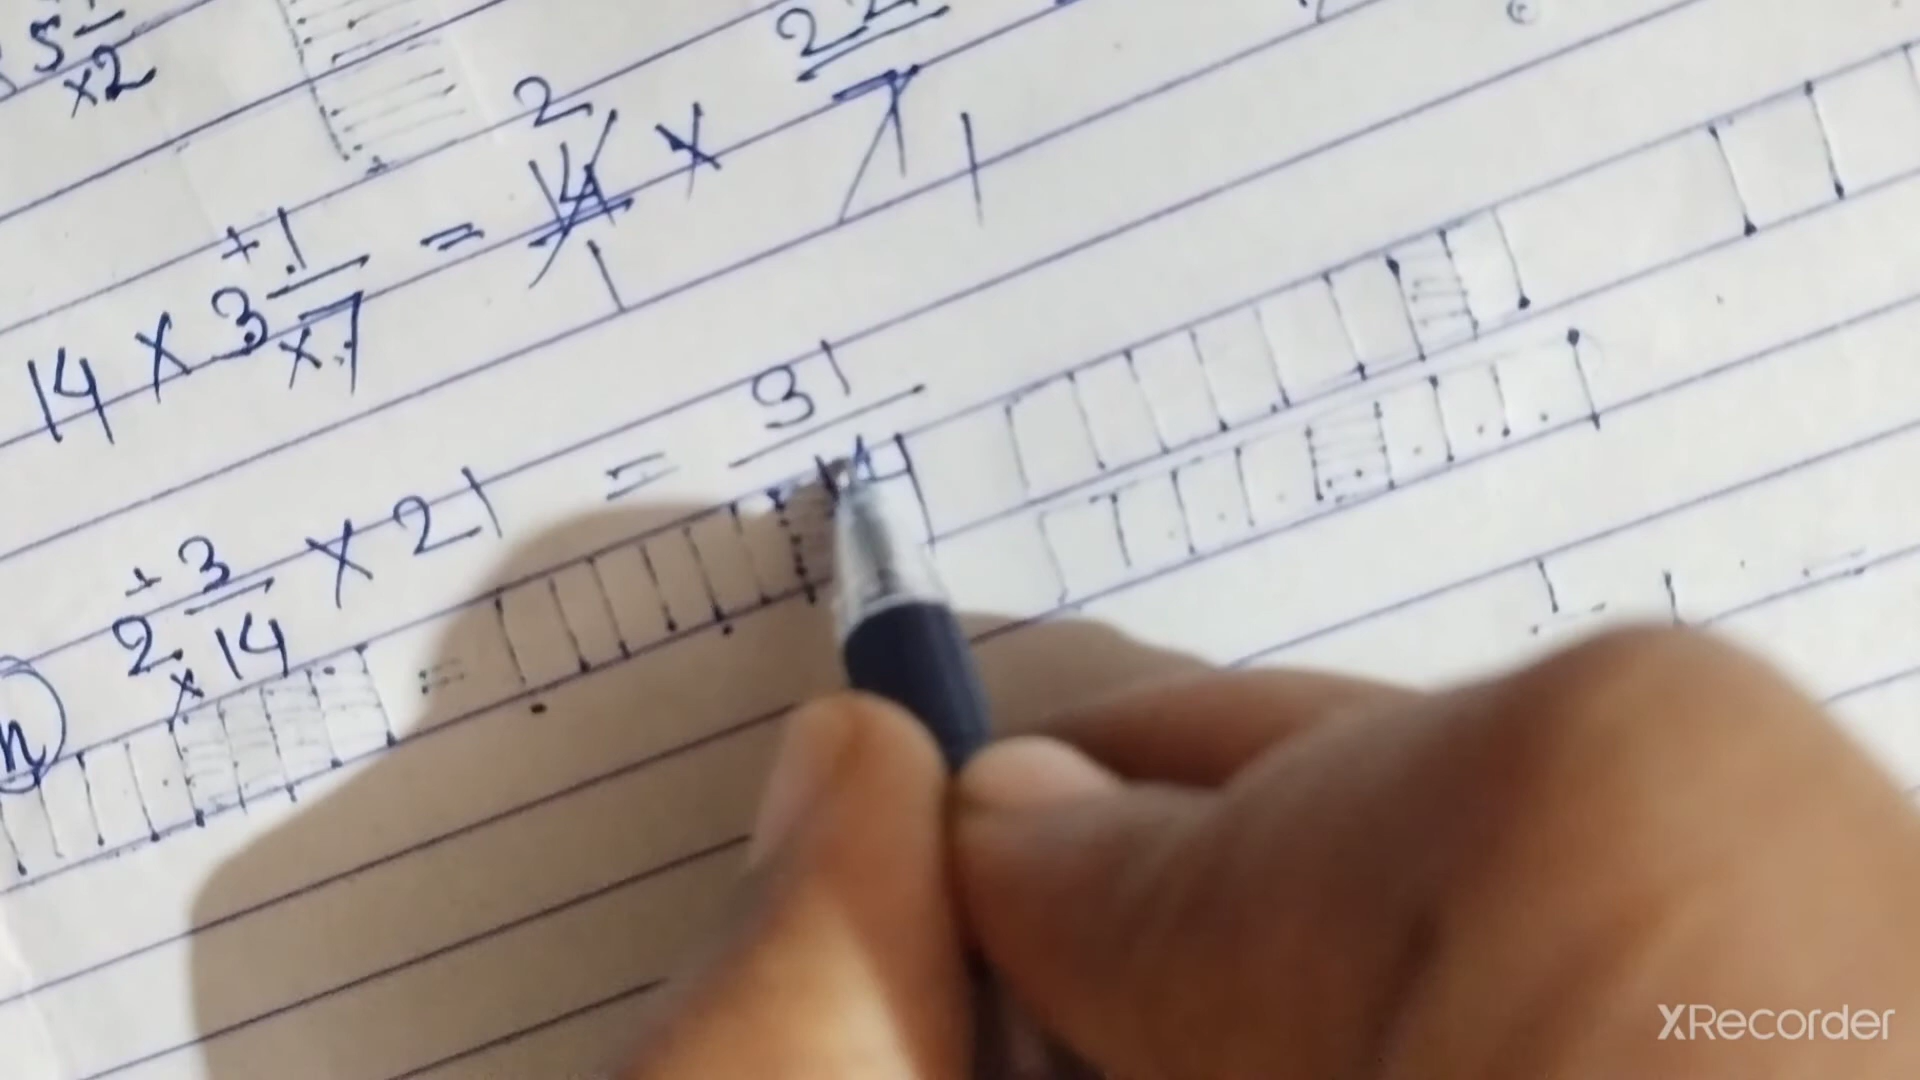 5
×2
2 22
14 × 3 +1/×7 = 14/1 × 7 1
(h) 2 +3/×14 × 21 = 31/14
XRecorder